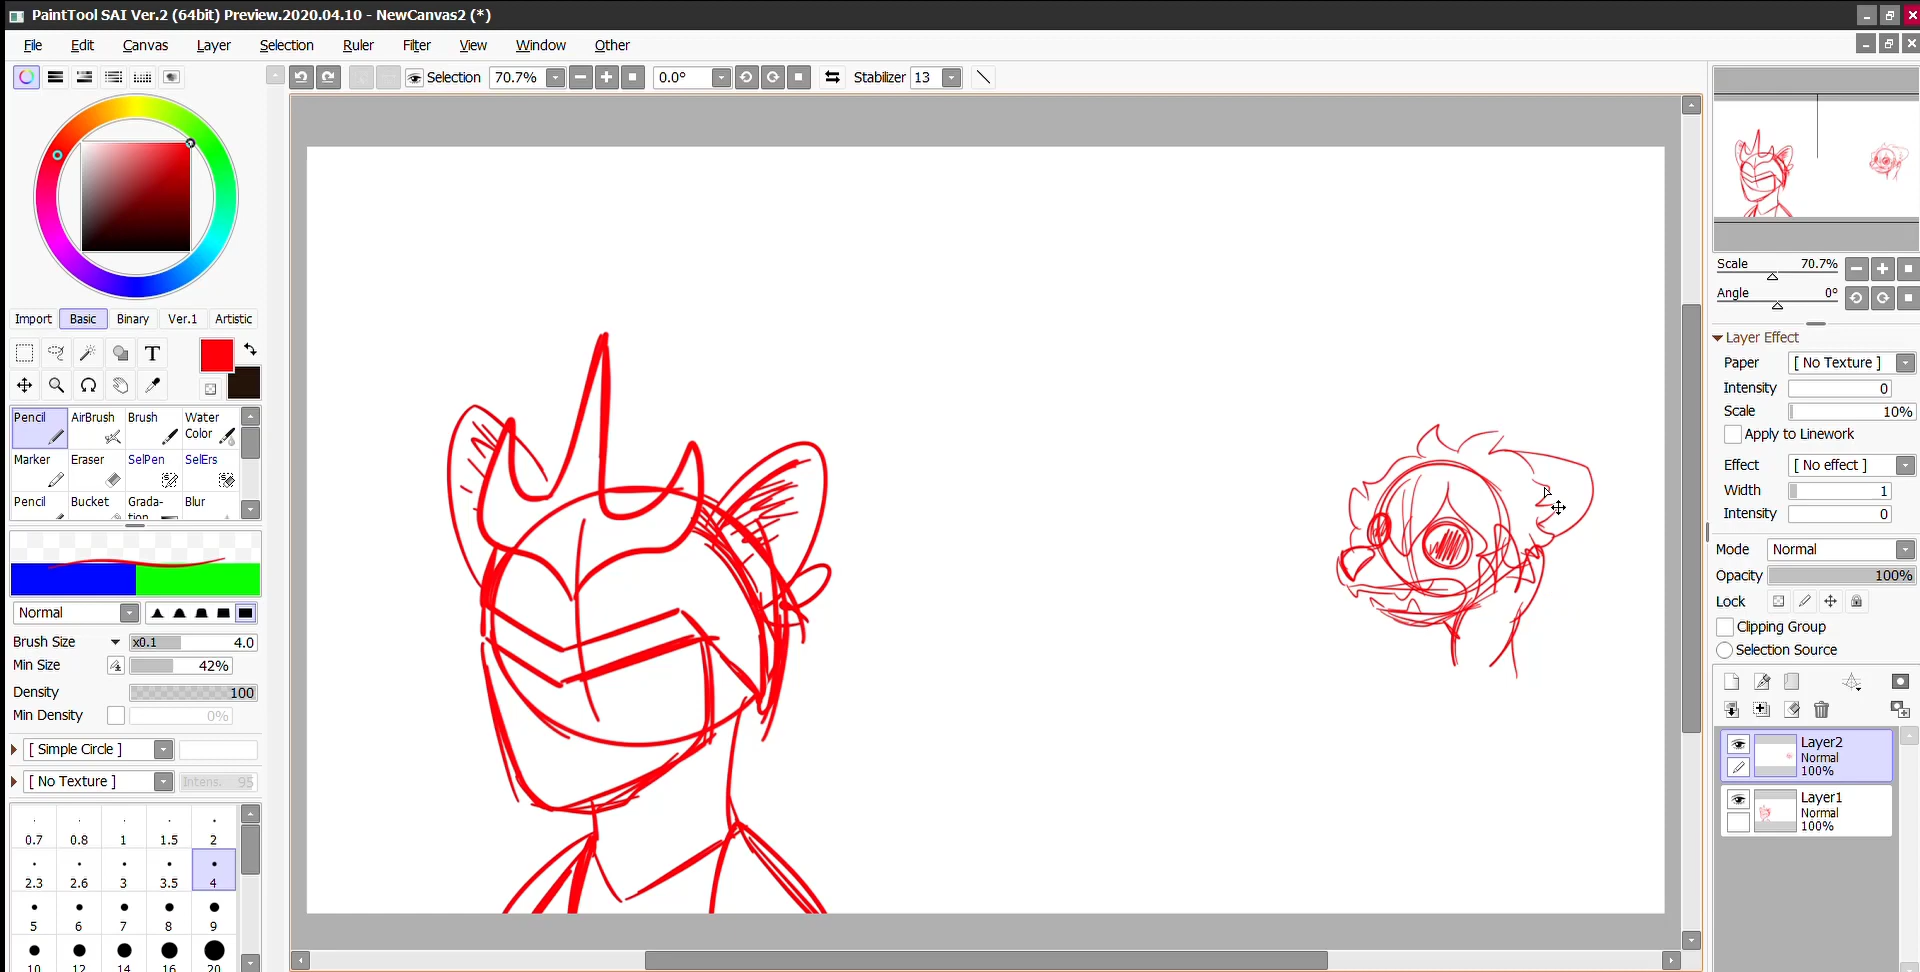 PaintTool SAI Ver.2 (64bit) Preview.2020.04.10 - NewCanvas2 (*)
File Edit Canvas Layer Selection Ruler Filter View Window Other
Selection 70.7% 0.0° Stabilizer 13
Scale 70.7%
Angle 0°
Import Basic Binary Ver.1 Artistic
T
Pencil AirBrush Brush Water Color
Marker Eraser SelPen SelErs
Pencil Bucket Grada-tion Blur
Normal
Brush Size x0.1 4.0
Min Size 42%
Density 100
Min Density 0%
[ Simple Circle ]
[ No Texture ] Intens. 95
0.7 0.8 1 1.5 2
2.3 2.6 3 3.5 4
5 6 7 8 9
10 12 14 16 20
Layer Effect
Paper [ No Texture ]
Intensity 0
Scale 10%
Apply to Linework
Effect [ No effect ]
Width 1
Intensity 0
Mode Normal
Opacity 100%
Lock
Clipping Group
Selection Source
Layer2
Normal
100%
Layer1
Normal
100%